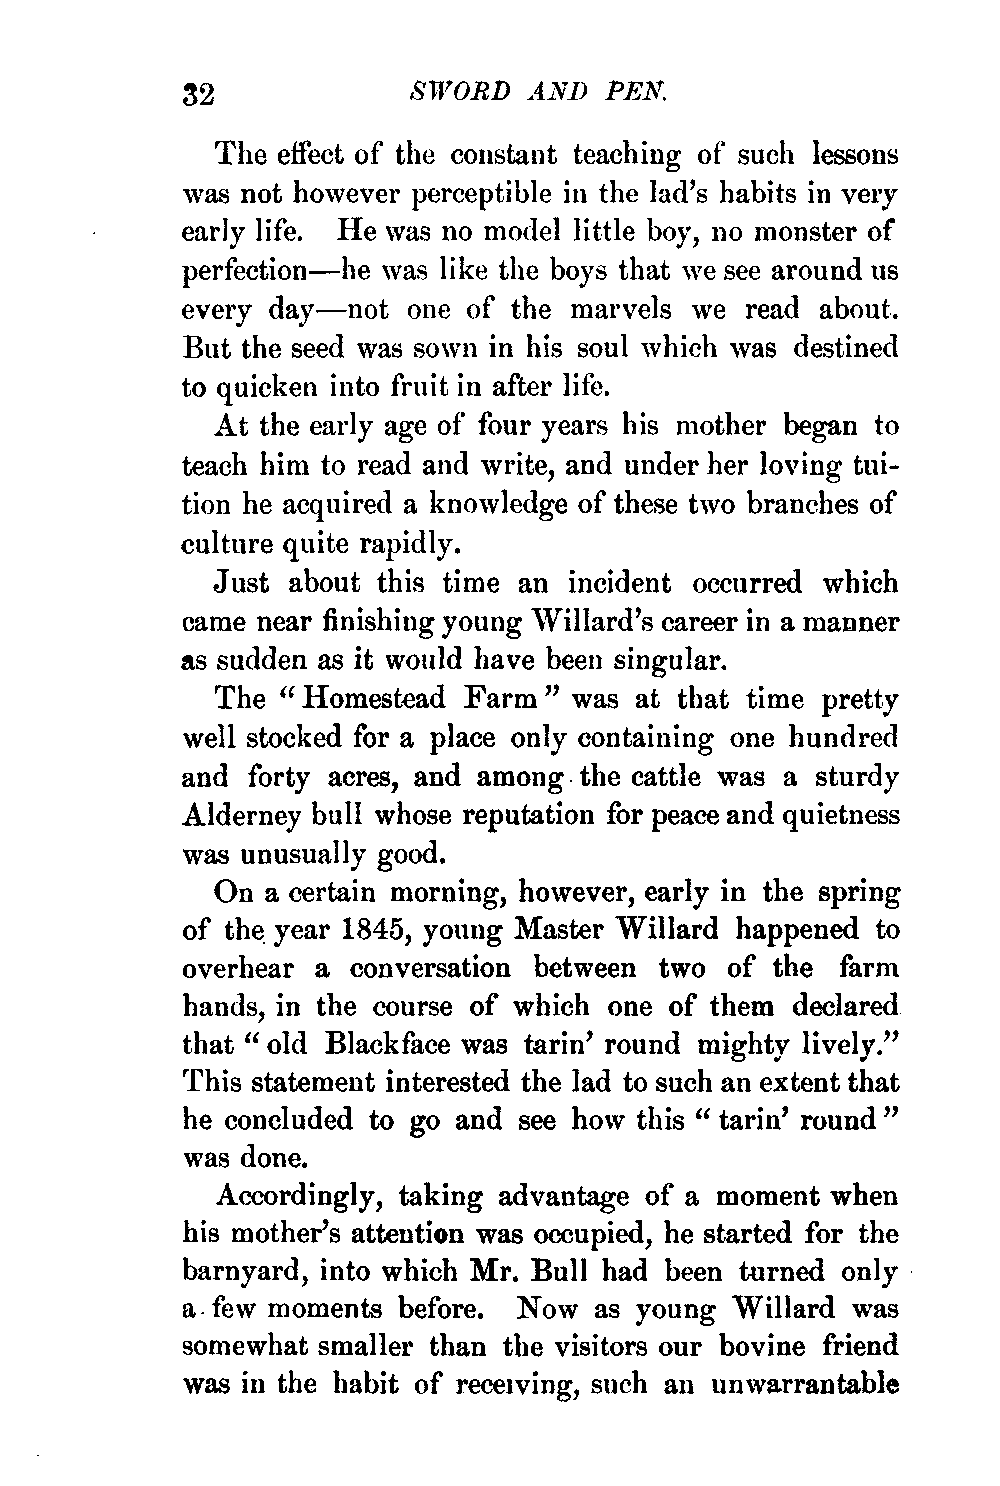 32 SWORD AND PEN.
The effect of the constant teaching of such lessons
was not however perceptible in the lad's habits in very
early life. He was no model little boy, no monster of
perfection—he was like the boys that we see around us
every day—not one of the marvels we read about.
But the seed was sown in his soul which was destined
to quicken into fruit in after life.
At the early age of four years his mother began to
teach him to read and write, and under her loving tui-
tion he acquired a knowledge of these two branches of
culture quite rapidly.
Just about this time an incident occurred which
came near finishing young Willard's career in a manner
as sudden as it would have been singular.
The "Homestead Farm" was at that time pretty
well stocked for a place only containing one hundred
and forty acres, and among the cattle was a sturdy
Alderney bull whose reputation for peace and quietness
was unusually good.
On a certain morning, however, early in the spring
of the year 1845, young Master Willard happened to
overhear a conversation between two of the farm
hands, in the course of which one of them declared
that "old Blackface was tarin' round mighty lively."
This statement interested the lad to such an extent that
he concluded to go and see how this "tarin' round"
was done.
Accordingly, taking advantage of a moment when
his mother's attention was occupied, he started for the
barnyard, into which Mr. Bull had been turned only
a few moments before. Now as young Willard was
somewhat smaller than the visitors our bovine friend
was in the habit of receiving, such an unwarrantable